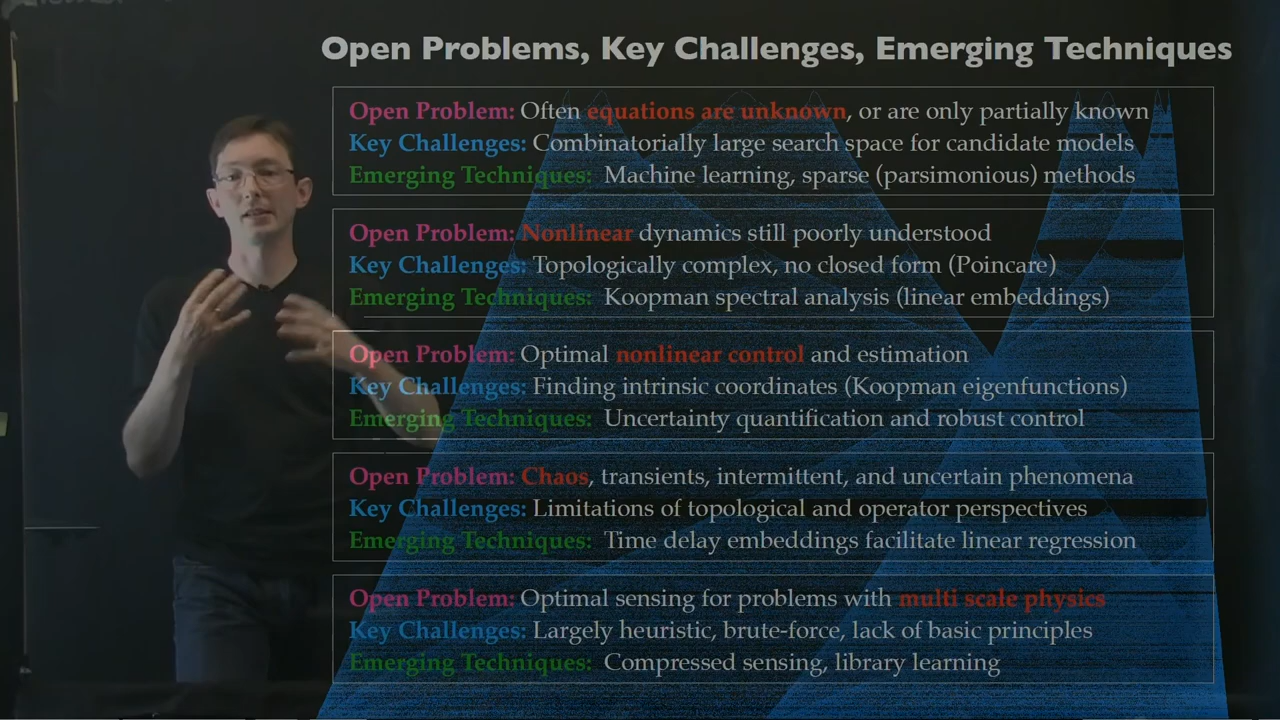 Open Problems, Key Challenges, Emerging Techniques
Open Problem: Often equations are unknown, or are only partially known
Key Challenges: Combinatorially large search space for candidate models
Emerging Techniques: Machine learning, sparse (parsimonious) methods
Open Problem: Nonlinear dynamics still poorly understood
Key Challenges: Topologically complex, no closed form (Poincare)
Emerging Techniques: Koopman spectral analysis (linear embeddings)
Open Problem: Optimal nonlinear control and estimation
Key Challenges: Finding intrinsic coordinates (Koopman eigenfunctions)
Emerging Techniques: Uncertainty quantification and robust control
Open Problem: Chaos, transients, intermittent, and uncertain phenomena
Key Challenges: Limitations of topological and operator perspectives
Emerging Techniques: Time delay embeddings facilitate linear regression
Open Problem: Optimal sensing for problems with multi scale physics
Key Challenges: Largely heuristic, brute-force, lack of basic principles
Emerging Techniques: Compressed sensing, library learning